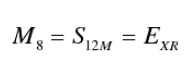 M₈ = S₁₂ₘ = Eₓᵣ